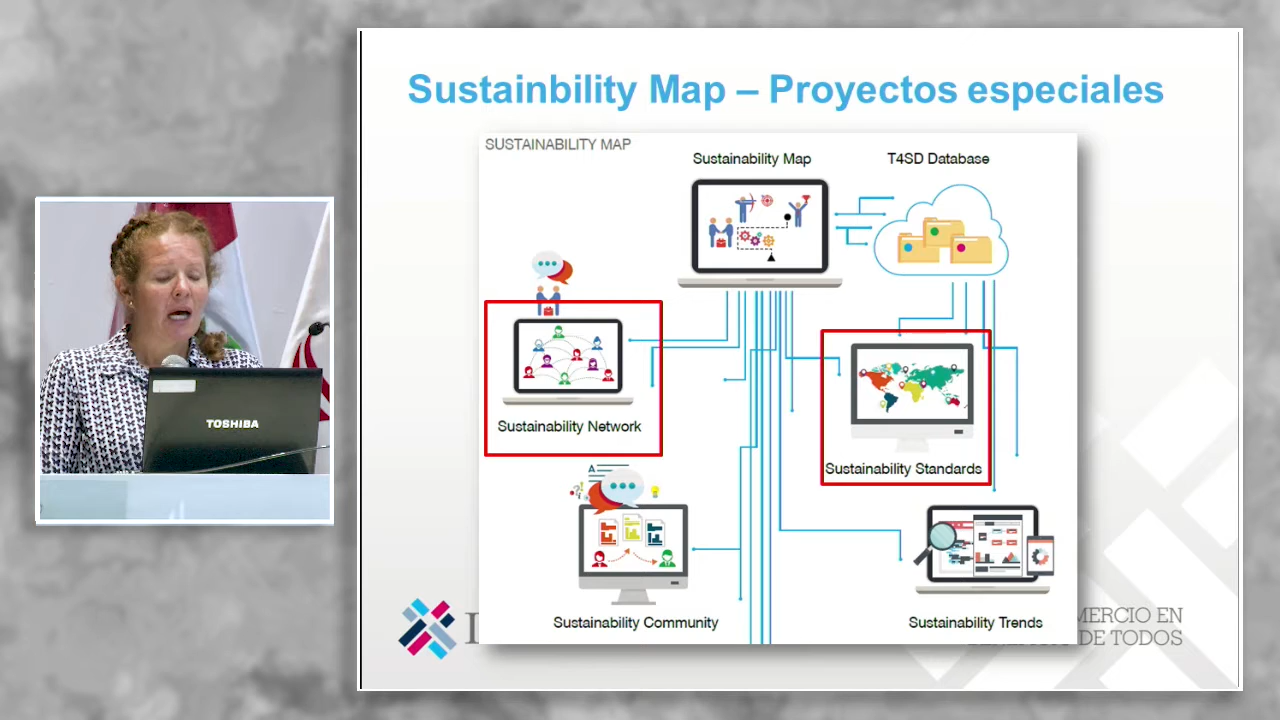 Sustainbility Map – Proyectos especiales
SUSTAINABILITY MAP
Sustainability Map
T4SD Database
Sustainability Network
Sustainability Standards
Sustainability Community
Sustainability Trends
TOSHIBA
MERCIO EN
DE TODOS